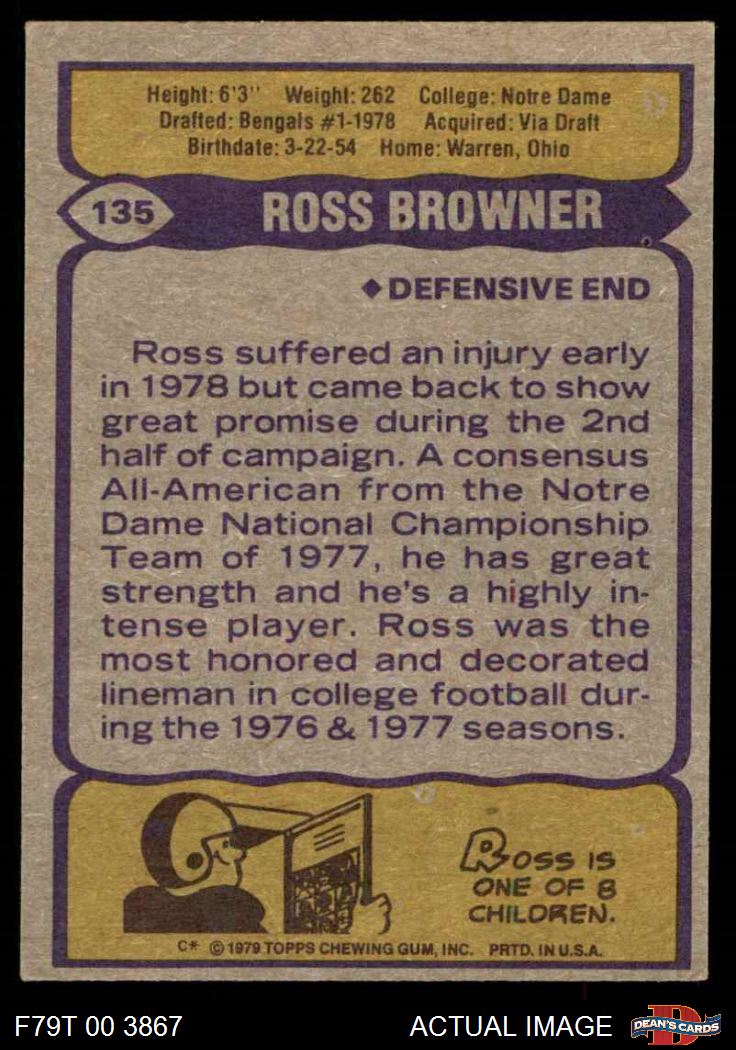 Height: 6'3" Weight: 262 College: Notre Dame
Drafted: Bengals #1-1978 Acquired: Via Draft
Birthdate: 3-22-54 Home: Warren, Ohio
135 ROSS BROWNER
◆ DEFENSIVE END
Ross suffered an injury early
in 1978 but came back to show
great promise during the 2nd
half of campaign. A consensus
All-American from the Notre
Dame National Championship
Team of 1977, he has great
strength and he's a highly in-
tense player. Ross was the
most honored and decorated
lineman in college football dur-
ing the 1976 & 1977 seasons.
ROSS IS
ONE OF 8
CHILDREN.
C* © 1979 TOPPS CHEWING GUM, INC. PRTD. IN U.S.A.
F79T 00 3867 ACTUAL IMAGE D DEAN'S CARDS